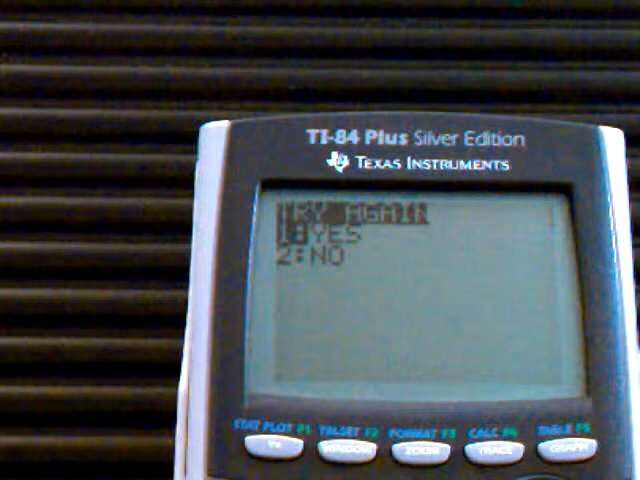 TI-84 Plus Silver Edition
TEXAS INSTRUMENTS
TRY AGAIN
1:YES
2:NO
STAT PLOT F1 TBLSET F2 FORMAT F3 CALC F4 TABLE F5
Y= WINDOW ZOOM TRACE GRAPH